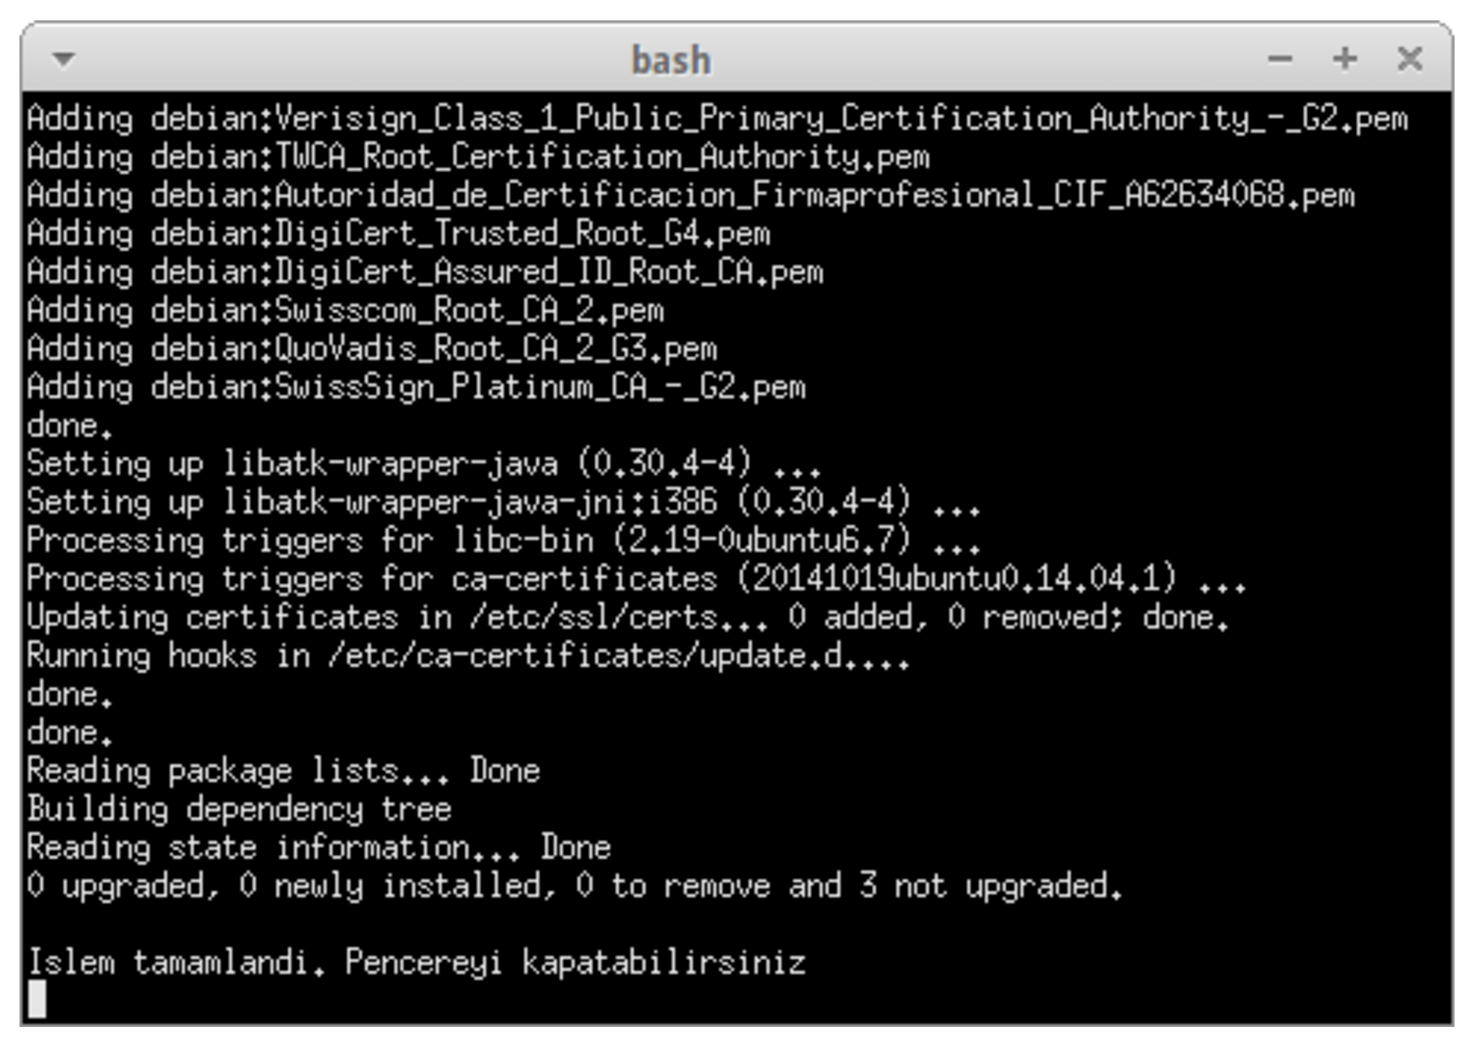 bash
Adding debian:Verisign_Class_1_Public_Primary_Certification_Authority_-_G2.pem
Adding debian:TWCA_Root_Certification_Authority.pem
Adding debian:Autoridad_de_Certificacion_Firmaprofesional_CIF_A62634068.pem
Adding debian:DigiCert_Trusted_Root_G4.pem
Adding debian:DigiCert_Assured_ID_Root_CA.pem
Adding debian:Swisscom_Root_CA_2.pem
Adding debian:QuoVadis_Root_CA_2_G3.pem
Adding debian:SwissSign_Platinum_CA_-_G2.pem
done.
Setting up libatk-wrapper-java (0.30.4-4) ...
Setting up libatk-wrapper-java-jni:i386 (0.30.4-4) ...
Processing triggers for libc-bin (2.19-0ubuntu6.7) ...
Processing triggers for ca-certificates (20141019ubuntu0.14.04.1) ...
Updating certificates in /etc/ssl/certs... 0 added, 0 removed; done.
Running hooks in /etc/ca-certificates/update.d....
done.
done.
Reading package lists... Done
Building dependency tree
Reading state information... Done
0 upgraded, 0 newly installed, 0 to remove and 3 not upgraded.
Islem tamamlandi. Pencereyi kapatabilirsiniz